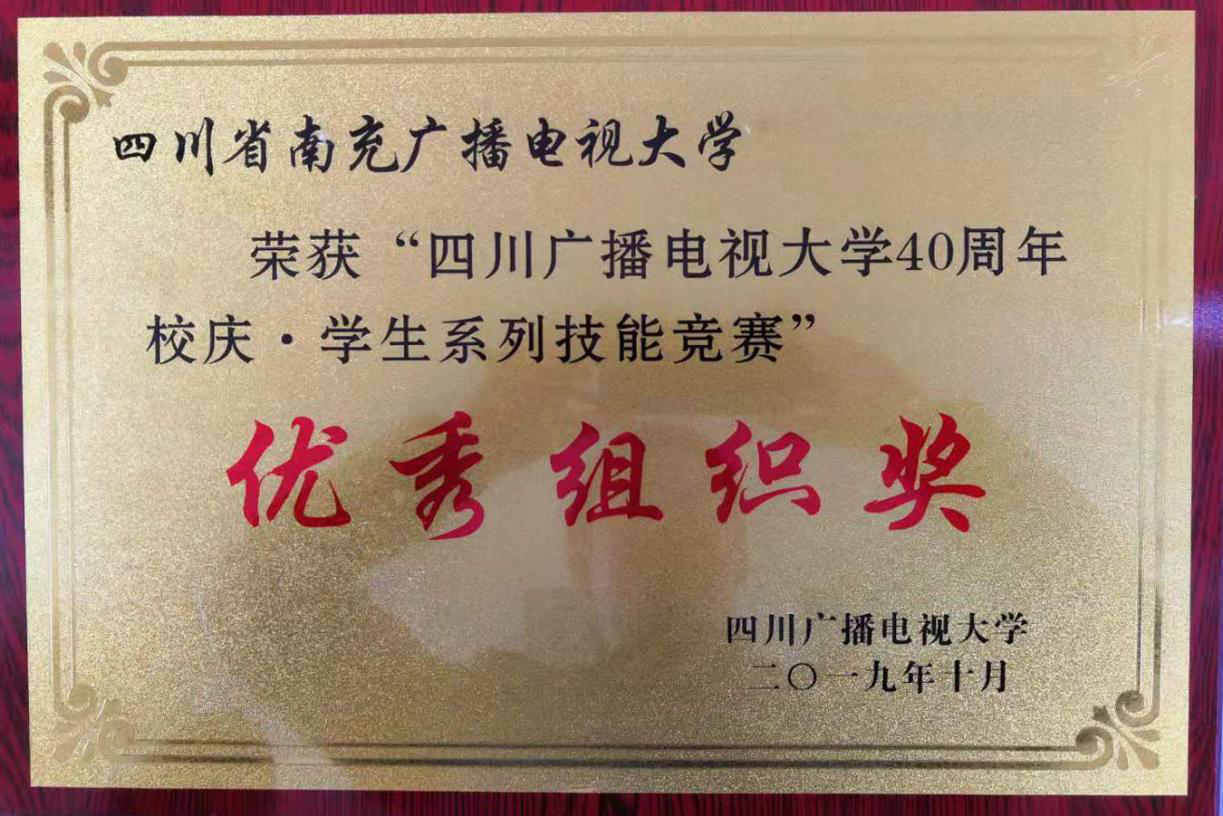 四川省南充广播电视大学
荣获“四川广播电视大学40周年
校庆·学生系列技能竞赛”
优秀组织奖
四川广播电视大学
二〇一九年十月